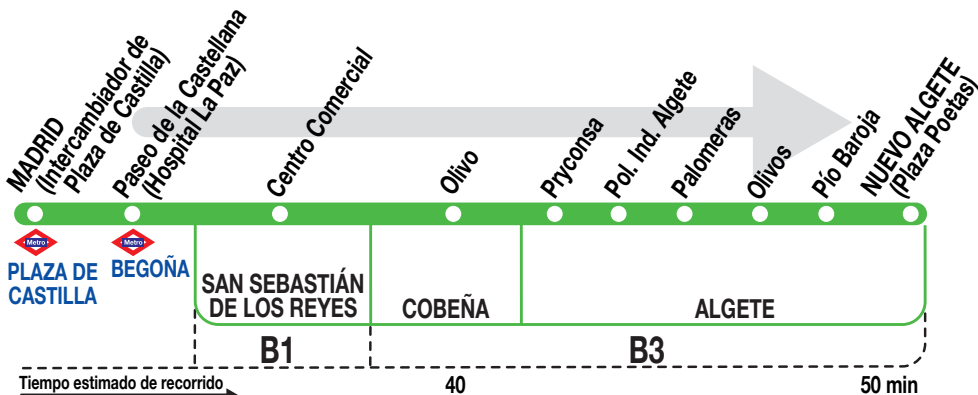 MADRID
(Intercambiador de
Plaza de Castilla)
Paseo de la Castellana
(Hospital La Paz)
Centro Comercial
Olivo
Pryconsa
Pol. Ind. Algete
Palomeras
Olivos
Pío Baroja
NUEVO ALGETE
(Plaza Poetas)
Metro
PLAZA DE
CASTILLA
Metro
BEGOÑA
SAN SEBASTIÁN
DE LOS REYES
COBEÑA
ALGETE
B1
B3
Tiempo estimado de recorrido
40
50 min